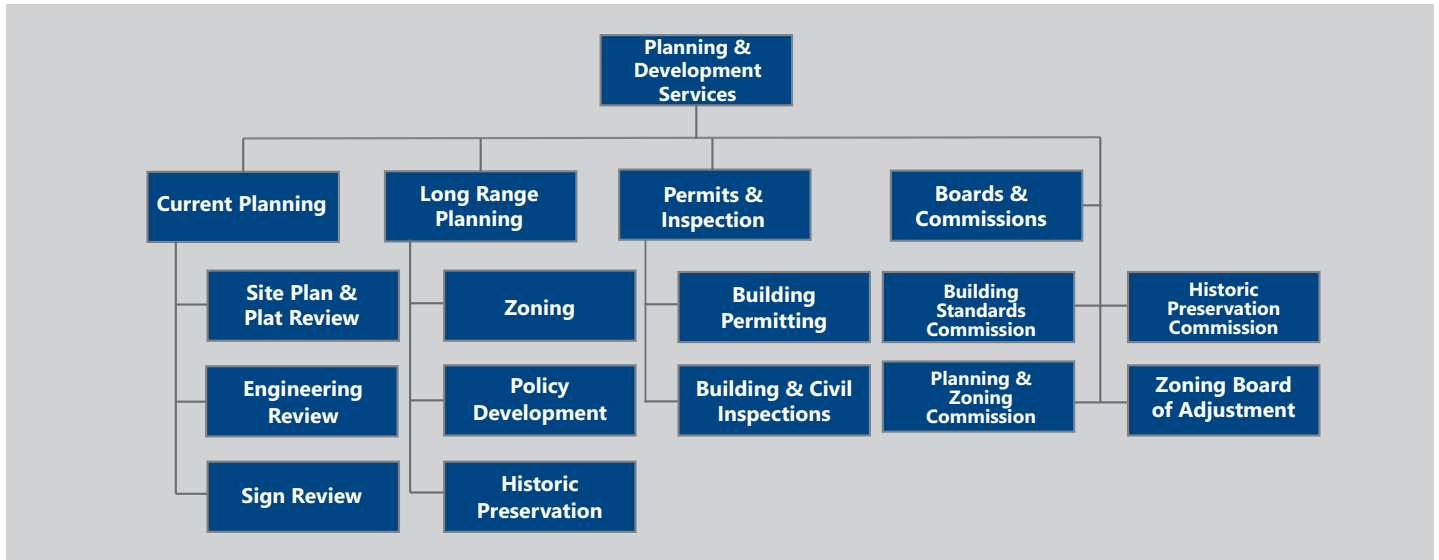 Planning &
Development
Services
Current Planning
Long Range
Planning
Permits &
Inspection
Boards &
Commissions
Site Plan &
Plat Review
Zoning
Building
Permitting
Building
Standards
Commission
Historic
Preservation
Commission
Engineering
Review
Policy
Development
Building & Civil
Inspections
Planning &
Zoning
Commission
Zoning Board
of Adjustment
Sign Review
Historic
Preservation